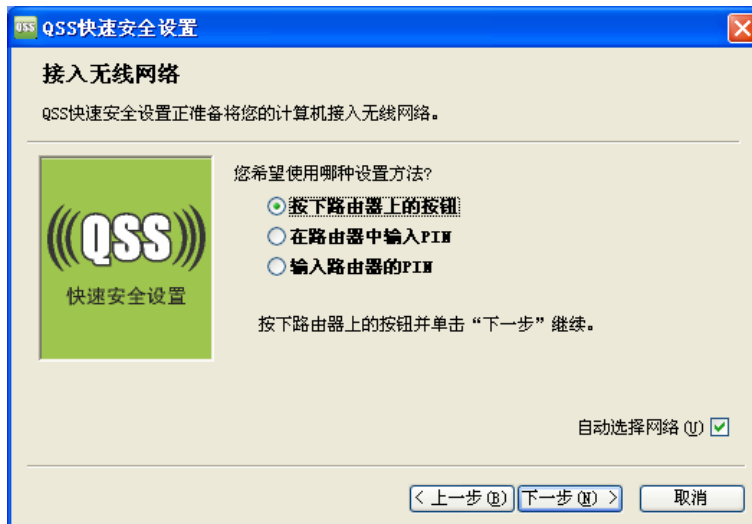 QSS QSS快速安全设置
接入无线网络
QSS快速安全设置正准备将您的计算机接入无线网络。
您希望使用哪种设置方法?
按下路由器上的按钮
在路由器中输入PIN
输入路由器的PIN
QSS
快速安全设置
按下路由器上的按钮并单击“下一步”继续。
自动选择网络(U)
< 上一步(B) 下一步(N) > 取消